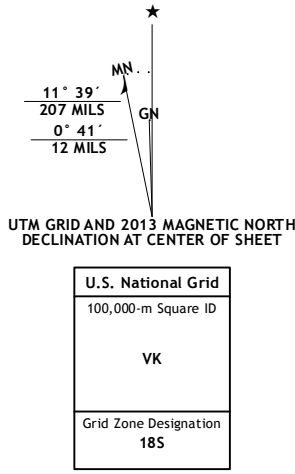 ★
MN
11° 39´
207 MILS
GN
0° 41´
12 MILS
UTM GRID AND 2013 MAGNETIC NORTH
DECLINATION AT CENTER OF SHEET
U.S. National Grid
100,000-m Square ID
VK
Grid Zone Designation
18S